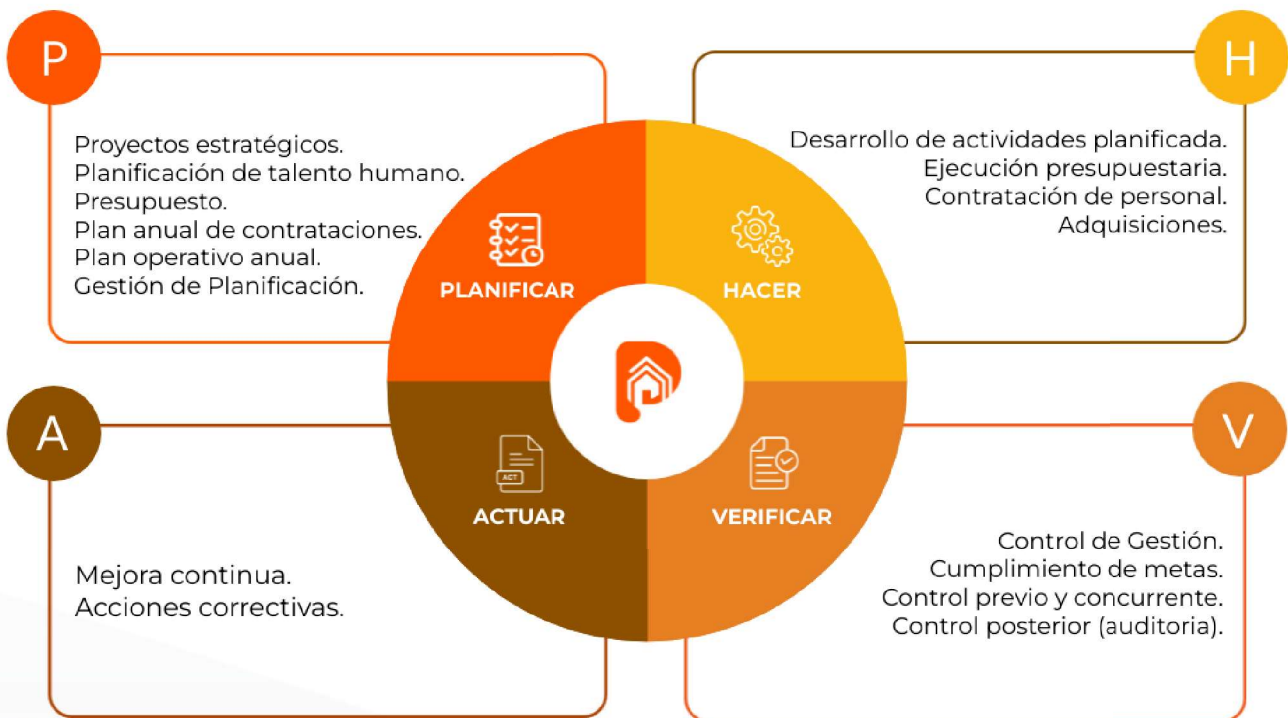 P
Proyectos estratégicos.
Planificación de talento humano.
Presupuesto.
Plan anual de contrataciones.
Plan operativo anual.
Gestión de Planificación.
PLANIFICAR
H
Desarrollo de actividades planificada.
Ejecución presupuestaria.
Contratación de personal.
Adquisiciones.
HACER
A
Mejora continua.
Acciones correctivas.
ACT
ACTUAR
V
Control de Gestión.
Cumplimiento de metas.
Control previo y concurrente.
Control posterior (auditoria).
VERIFICAR